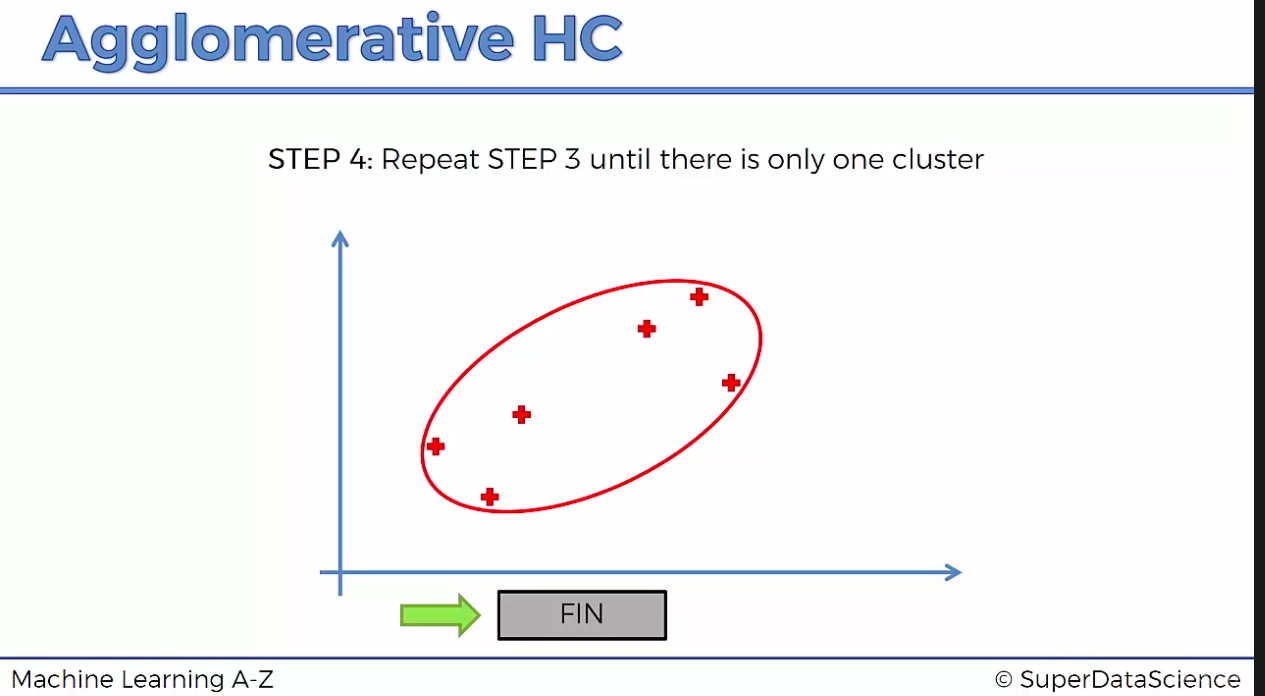 Agglomerative HC
STEP 4: Repeat STEP 3 until there is only one cluster
FIN
Machine Learning A-Z
© SuperDataScience